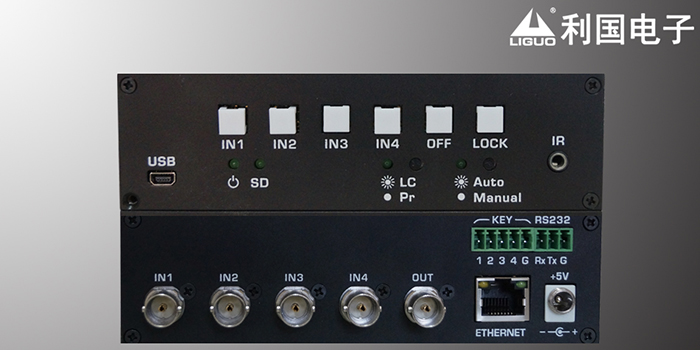 LIGUO® 利国电子
IN1 IN2 IN3 IN4 OFF LOCK IR
USB
SD LC Auto
Pr Manual
KEY RS232
1 2 3 4 G Rx Tx G
IN1 IN2 IN3 IN4 OUT
+5V
ETHERNET - +